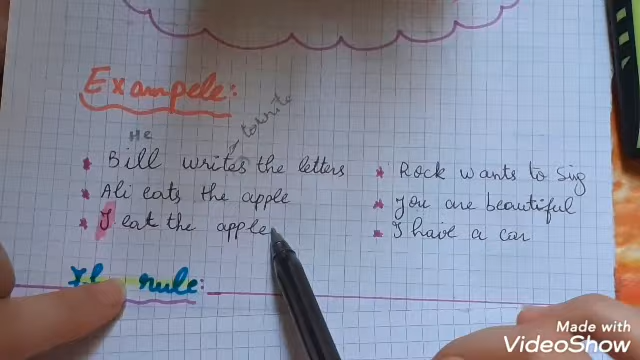 Exampele:
He
to write
Bill writes the letters
Ali eats the apple
I eat the apple
Rock wants to Sig
You are beautiful
I have a car
The rule:
Made with
VideoShow